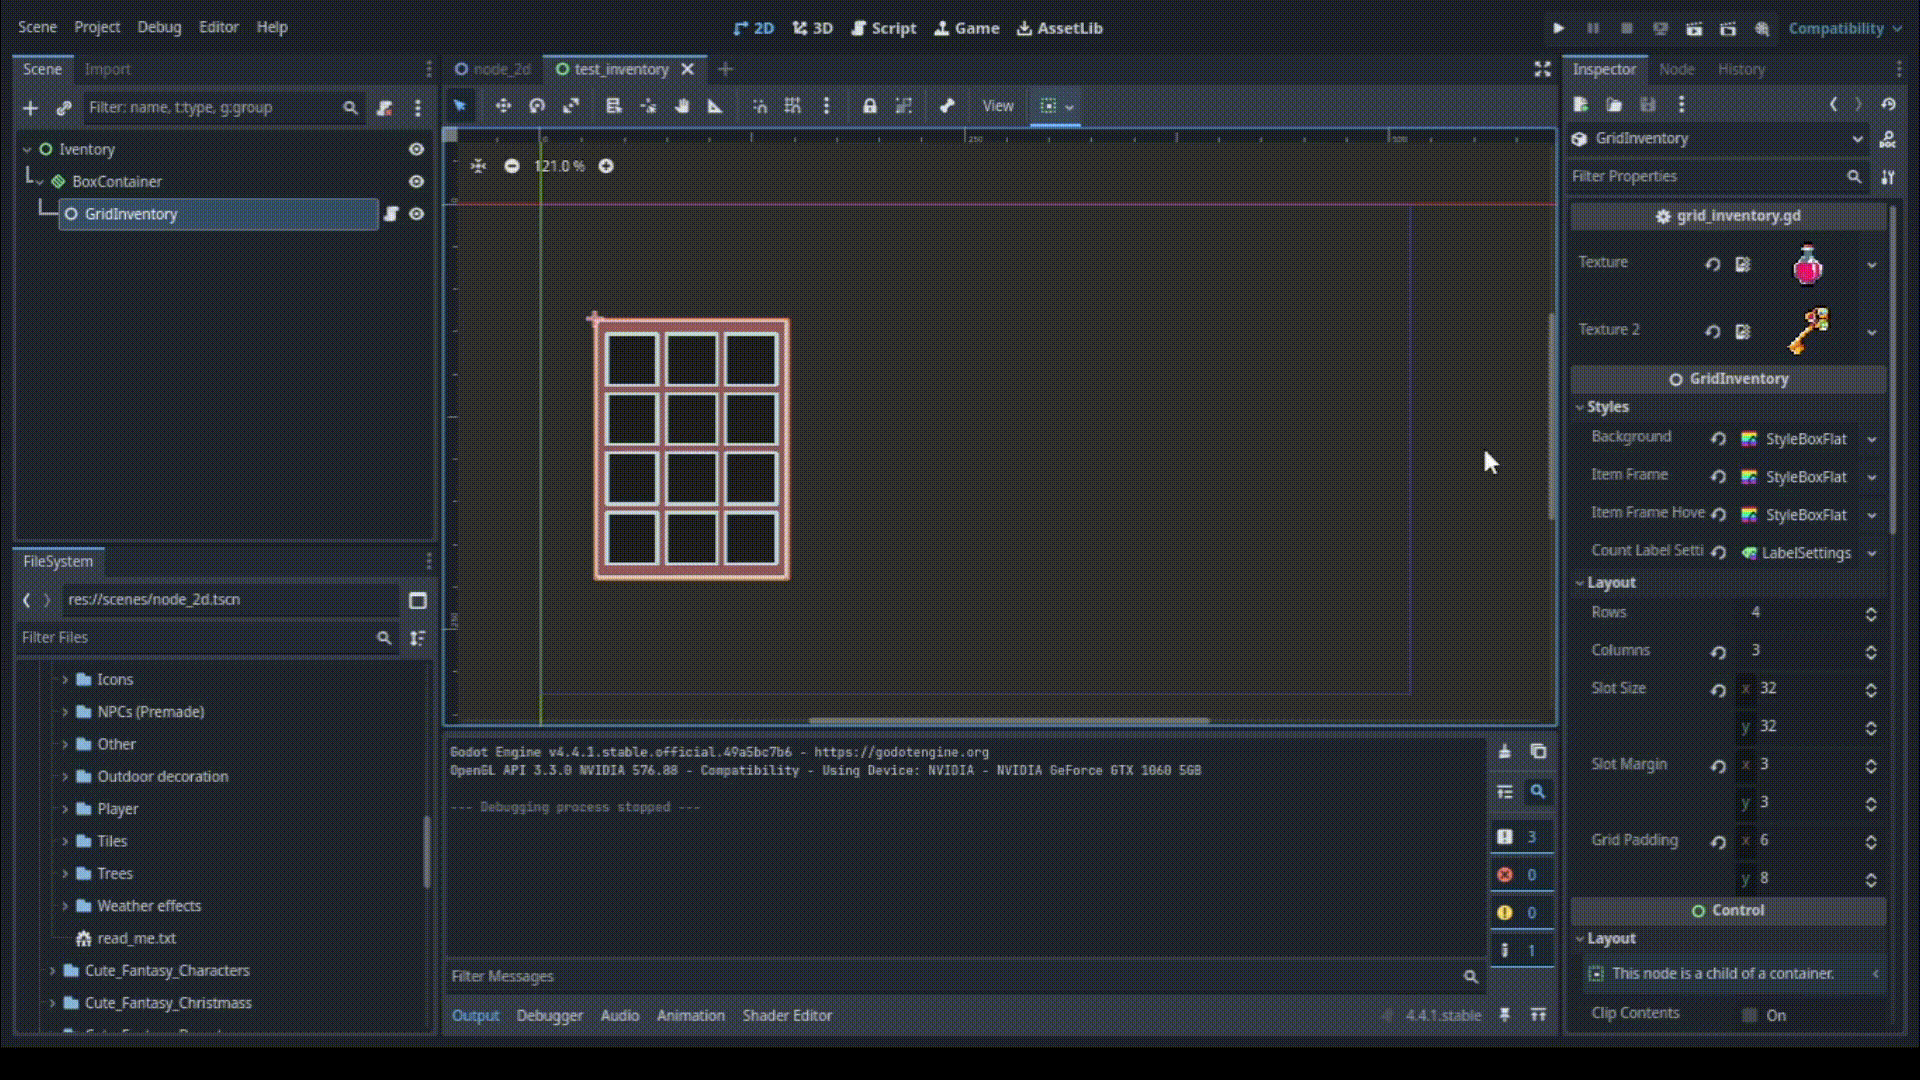 Scene Project Debug Editor Help
2D 3D Script Game AssetLib
Compatibility
Scene Import
Filter: name, t:type, g:group
Iventory
BoxContainer
GridInventory
FileSystem
res://scenes/node_2d.tscn
Filter Files
Icons
NPCs (Premade)
Other
Outdoor decoration
Player
Tiles
Trees
Weather effects
read_me.txt
Cute_Fantasy_Characters
Cute_Fantasy_Christmass
node_2d test_inventory
View
0 250 500
121.0 %
0
250
Godot Engine v4.4.1.stable.official.49a5bc7b6 - https://godotengine.org
OpenGL API 3.3.0 NVIDIA 576.88 - Compatibility - Using Device: NVIDIA - NVIDIA GeForce GTX 1060 5GB
--- Debugging process stopped ---
3
0
0
1
Filter Messages
Output Debugger Audio Animation Shader Editor
4.4.1.stable
Inspector Node History
GridInventory
DOC
Filter Properties
grid_inventory.gd
Texture
Texture 2
GridInventory
Styles
Background StyleBoxFlat
Item Frame StyleBoxFlat
Item Frame Hove StyleBoxFlat
Count Label Setti LabelSettings
Layout
Rows 4
Columns 3
Slot Size x 32
y 32
Slot Margin x 3
y 3
Grid Padding x 6
y 8
Control
Layout
This node is a child of a container.
Clip Contents On